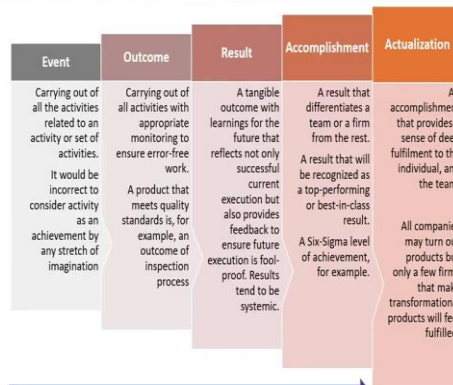 Event
Carrying out of
all the activities
related to an
activity or set of
activities.
It would be
incorrect to
consider activity
as an
achievement by
any stretch of
imagination
Outcome
Carrying out of
all activities with
appropriate
monitoring to
ensure error-free
work.
A product that
meets quality
standards is, for
example, an
outcome of
inspection
process
Result
A tangible
outcome with
learnings for the
future that
reflects not only
successful
current
execution but
also provides
feedback to
ensure future
execution is fool-
proof. Results
tend to be
systemic.
Accomplishment
A result that
differentiates a
team or a firm
from the rest.
A result that will
be recognized as
a top-performing
or best-in-class
result.
A Six-Sigma level
of achievement,
for example.
Actualization
accomplishment
that provides
sense of deep
fulfilment to
individual,
the team
All companies
may turn out
products
only a few firms
that
products will
fulfilled